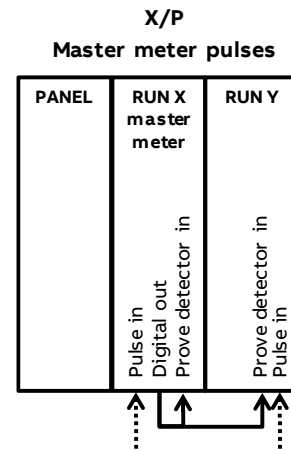 X/P
Master meter pulses
PANEL
RUN X
master
meter
RUN Y
Pulse in
Digital out
Prove detector in
Prove detector in
Pulse in